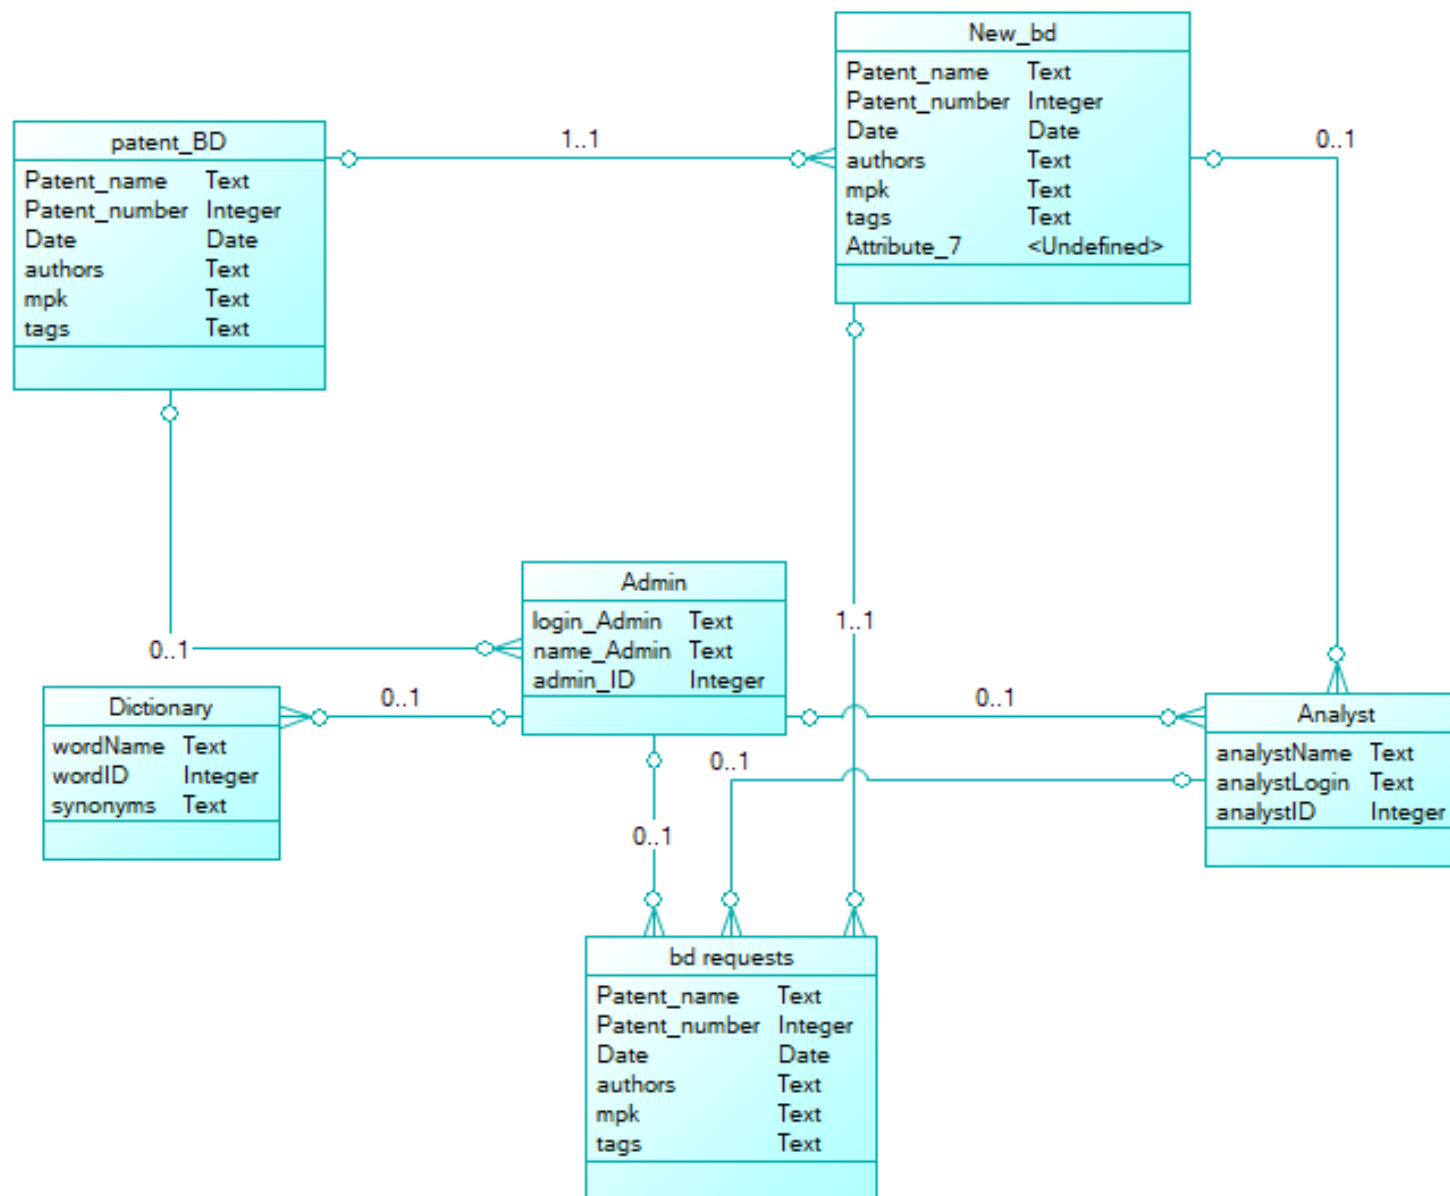 New_bd
Patent_name Text
Patent_number Integer
Date Date
authors Text
mpk Text
tags Text
Attribute_7 <Undefined>
patent_BD
Patent_name Text
Patent_number Integer
Date Date
authors Text
mpk Text
tags Text
1..1
0..1
Admin
login_Admin Text
name_Admin Text
admin_ID Integer
1..1
0..1
Dictionary
wordName Text
wordID Integer
synonyms Text
0..1
0..1
Analyst
analystName Text
analystLogin Text
analystID Integer
0..1
0..1
bd requests
Patent_name Text
Patent_number Integer
Date Date
authors Text
mpk Text
tags Text